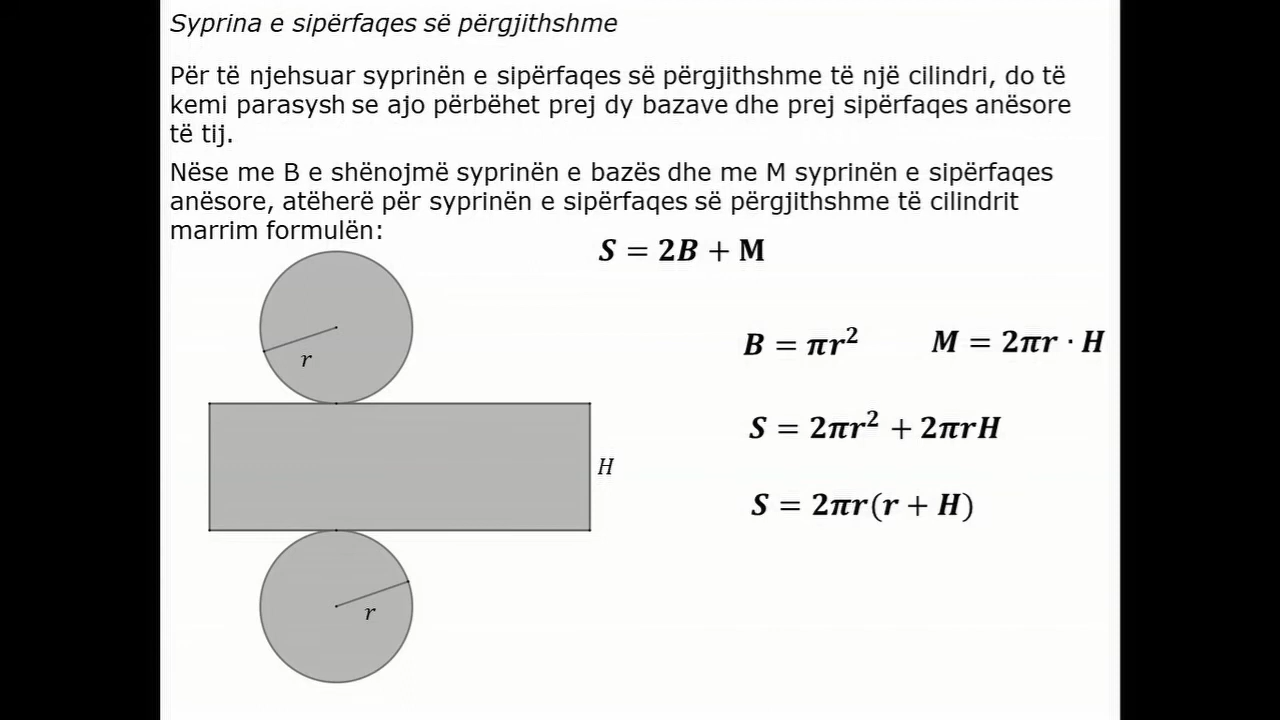 Syprina e sipërfaqes së përgjithshme
Për të njehsuar syprinën e sipërfaqes së përgjithshme të një cilindri, do të
kemi parasysh se ajo përbëhet prej dy bazave dhe prej sipërfaqes anësore
të tij.
Nëse me B e shënojmë syprinën e bazës dhe me M syprinën e sipërfaqes
anësore, atëherë për syprinën e sipërfaqes së përgjithshme të cilindrit
marrim formulën:
S = 2B + M
B = πr² M = 2πr · H
r
S = 2πr² + 2πrH
H
S = 2πr(r + H)
r